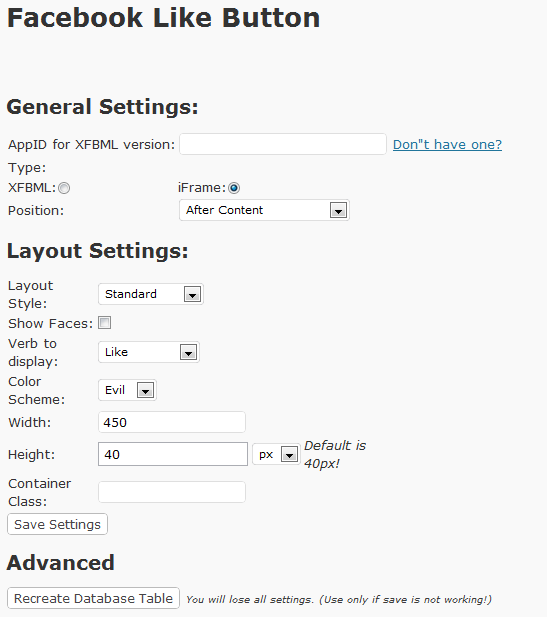 Facebook Like Button
General Settings:
AppID for XFBML version: Don"t have one?
Type:
XFBML: iFrame:
Position: After Content
Layout Settings:
Layout
Style: Standard
Show Faces:
Verb to
display: Like
Color
Scheme: Evil
Width: 450
Height: 40 px Default is
40px!
Container
Class:
Save Settings
Advanced
Recreate Database Table You will lose all settings. (Use only if save is not working!)